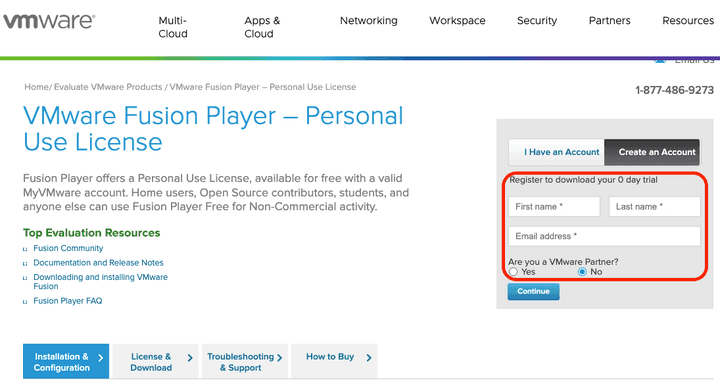 vmware®
Multi-
Cloud
Apps &
Cloud
Networking
Workspace
Security
Partners
Resources
Email Us
Home/ Evaluate VMware Products / VMware Fusion Player – Personal Use License
1-877-486-9273
VMware Fusion Player – Personal
Use License
Fusion Player offers a Personal Use License, available for free with a valid
MyVMware account. Home users, Open Source contributors, students, and
anyone else can use Fusion Player Free for Non-Commercial activity.
Top Evaluation Resources
Fusion Community
Documentation and Release Notes
Downloading and installing VMware
Fusion
Fusion Player FAQ
I Have an Account
Create an Account
Register to download your 0 day trial
First name *
Last name *
Email address *
Are you a VMware Partner?
Yes
No
Continue
Installation &
Configuration
License &
Download
Troubleshooting
& Support
How to Buy